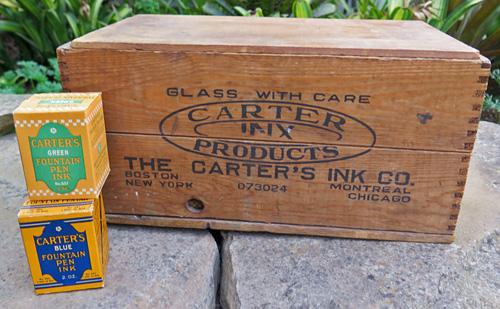 GLASS, WITH CARE
CARTER
INX
PRODUCTS
THE CARTER'S INK CO.
BOSTON
NEW YORK
073024
MONTREAL
CHICAGO
CARTER'S
GREEN
FOUNTAIN
PEN
INK
CARTER'S
BLUE
FOUNTAIN
PEN
INK
2 OZ.